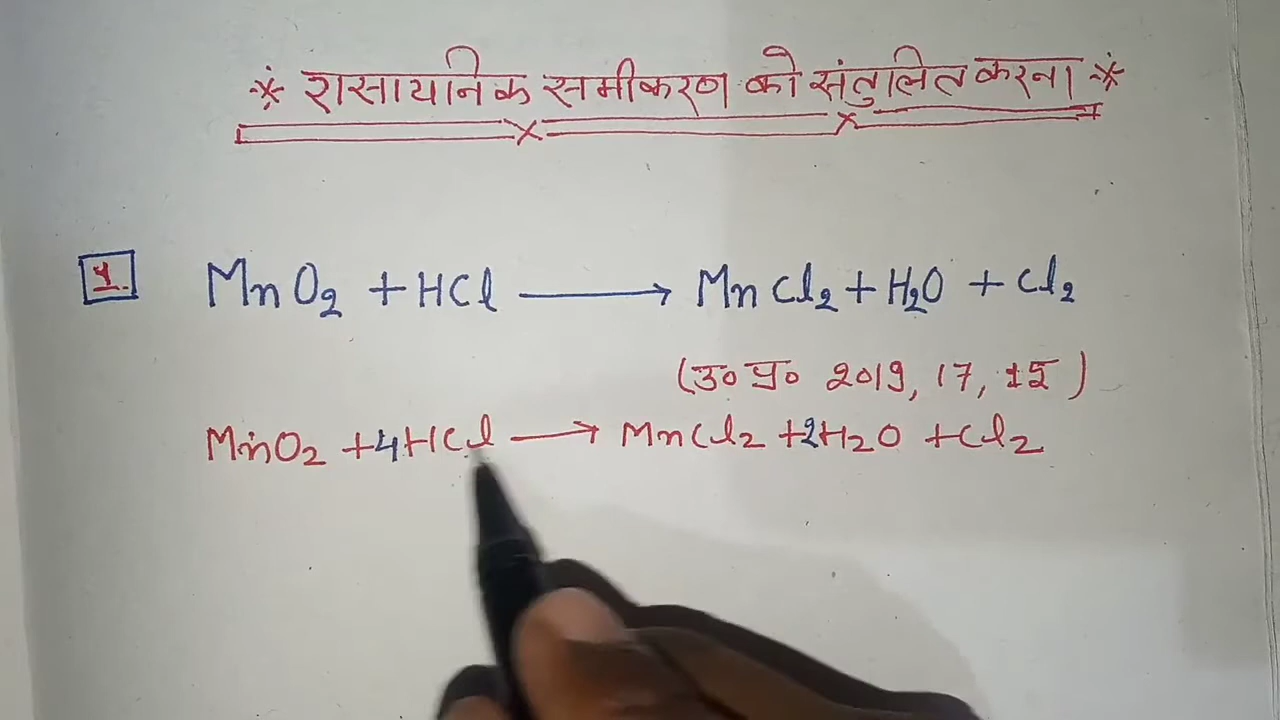 * रासायनिक समीकरण को संतुलित करना *
1. MnO₂ + HCl ⟶ MnCl₂ + H₂O + Cl₂
(उ० प्र० 2019, 17, 15)
MnO₂ + 4HCl ⟶ MnCl₂ + 2H₂O + Cl₂